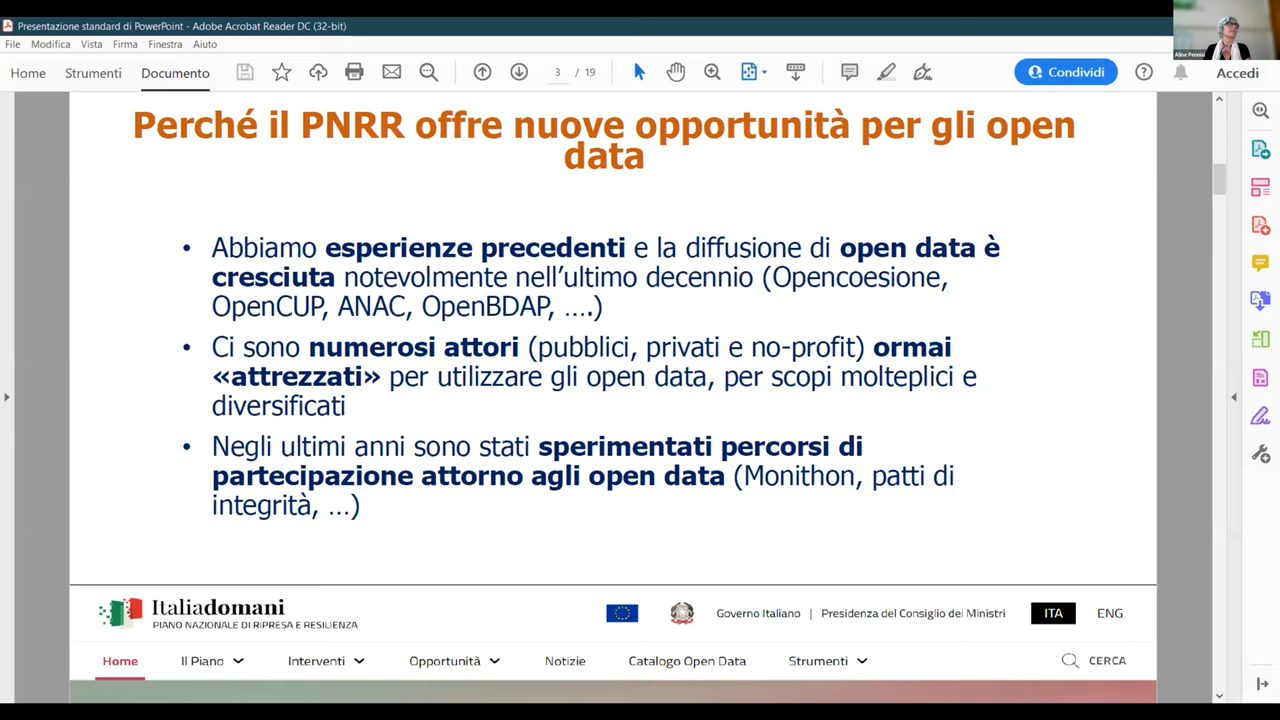 Presentazione standard di PowerPoint - Adobe Acrobat Reader DC (32-bit)
File Modifica Vista Firma Finestra Aiuto
Aline Pennisi
Home Strumenti Documento 3 / 19 Condividi Accedi
Perché il PNRR offre nuove opportunità per gli open
data
• Abbiamo esperienze precedenti e la diffusione di open data è
cresciuta notevolmente nell’ultimo decennio (Opencoesione,
OpenCUP, ANAC, OpenBDAP, ….)
• Ci sono numerosi attori (pubblici, privati e no-profit) ormai
«attrezzati» per utilizzare gli open data, per scopi molteplici e
diversificati
• Negli ultimi anni sono stati sperimentati percorsi di
partecipazione attorno agli open data (Monithon, patti di
integrità, …)
Italiadomani
PIANO NAZIONALE DI RIPRESA E RESILIENZA
Governo Italiano | Presidenza del Consiglio dei Ministri ITA ENG
Home Il Piano Interventi Opportunità Notizie Catalogo Open Data Strumenti CERCA